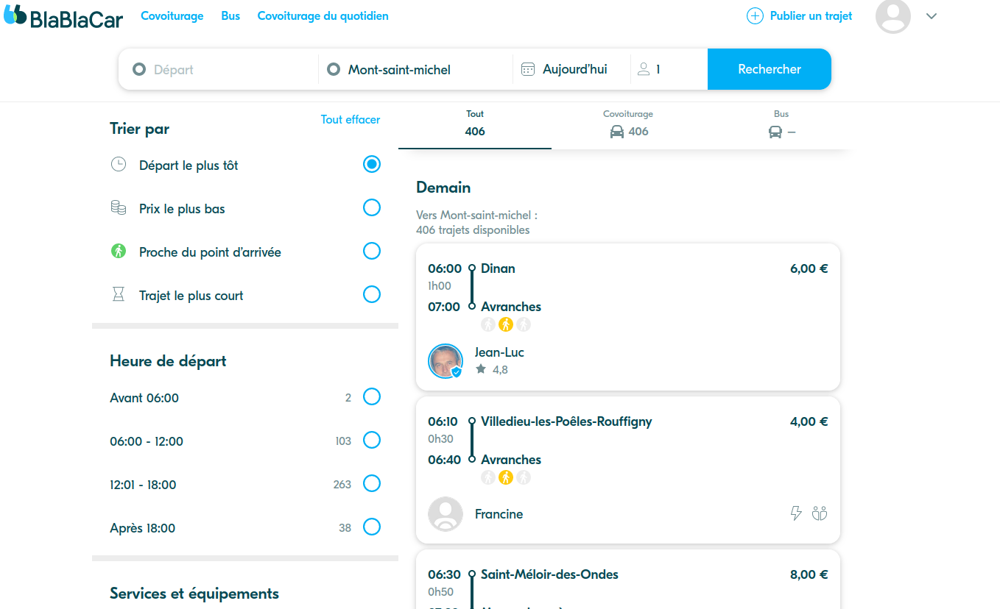 BlaBlaCar Covoiturage Bus Covoiturage du quotidien Publier un trajet
Départ Mont-saint-michel Aujourd'hui 1 Rechercher
Trier par Tout effacer
Départ le plus tôt
Prix le plus bas
Proche du point d'arrivée
Trajet le plus court
Heure de départ
Avant 06:00 2
06:00 - 12:00 103
12:01 - 18:00 263
Après 18:00 38
Services et équipements
Tout Covoiturage Bus
406 406 —
Demain
Vers Mont-saint-michel :
406 trajets disponibles
06:00 Dinan 6,00 €
1h00
07:00 Avranches
Jean-Luc
4,8
06:10 Villedieu-les-Poêles-Rouffigny 4,00 €
0h30
06:40 Avranches
Francine
06:30 Saint-Méloir-des-Ondes 8,00 €
0h50